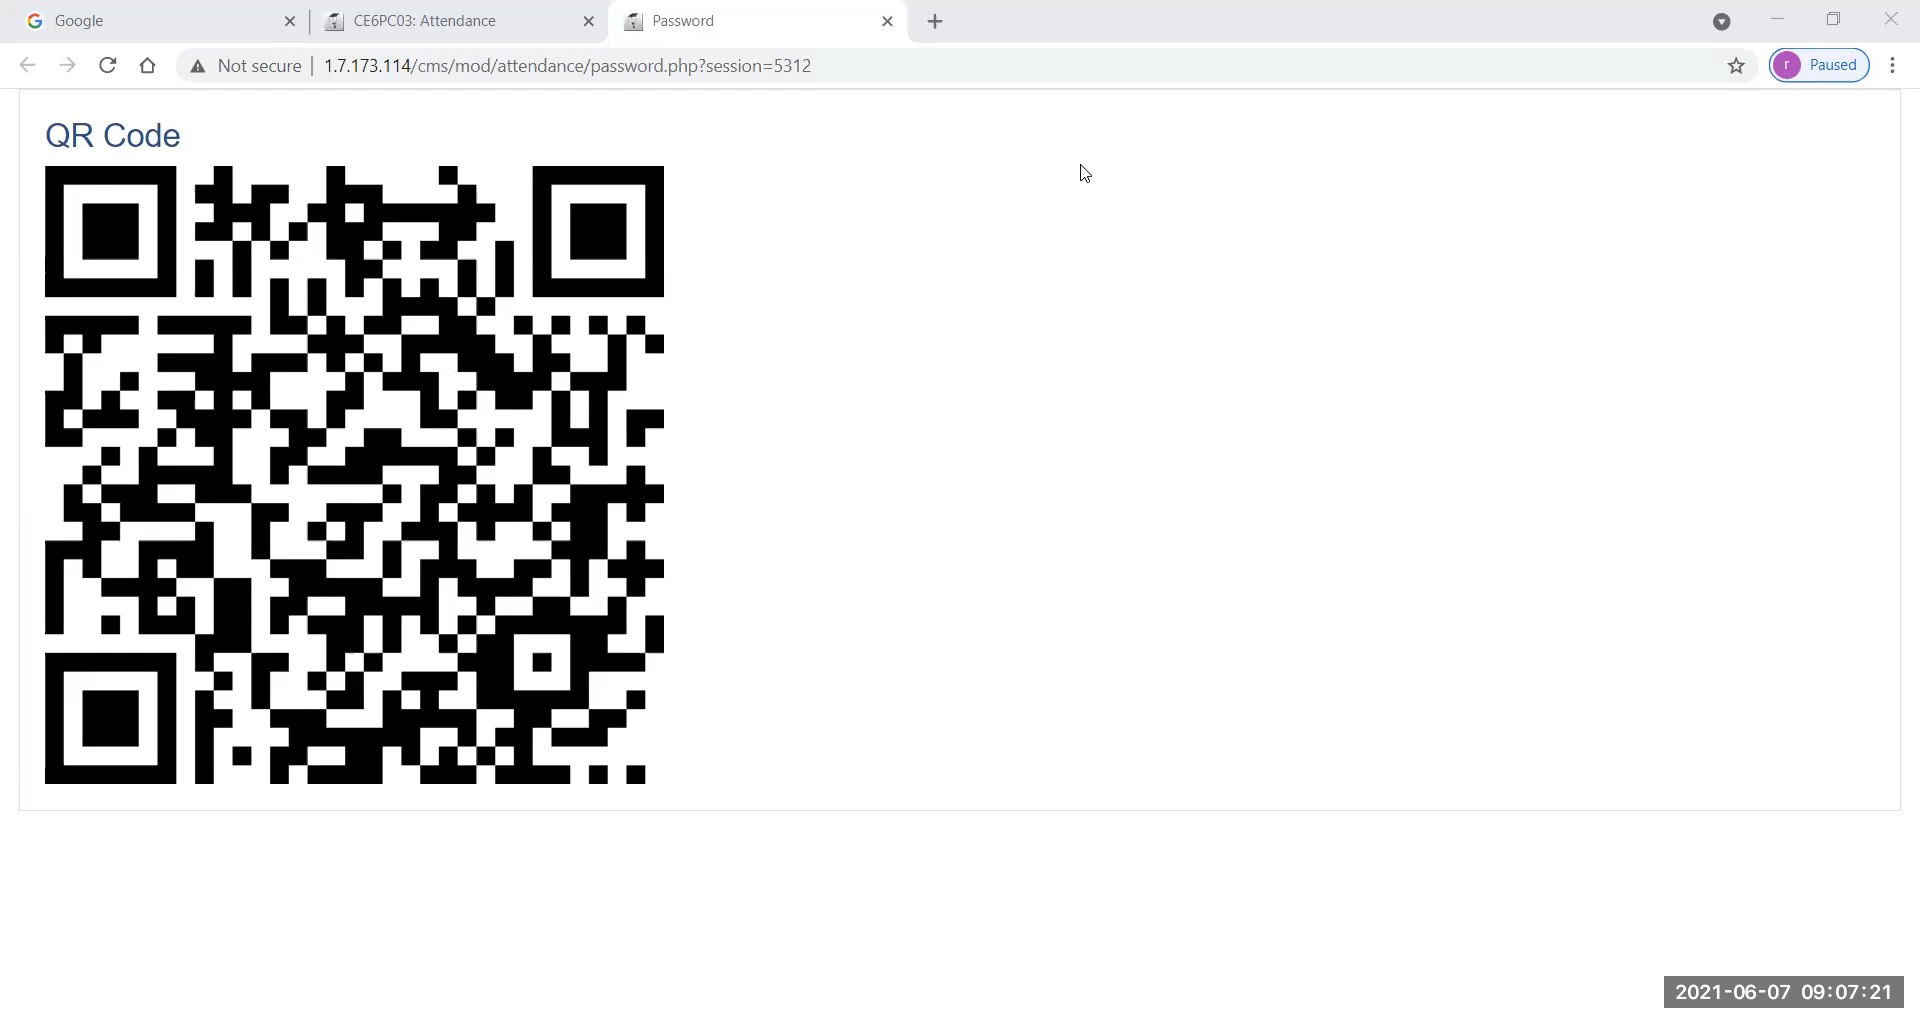 Google
CE6PC03: Attendance
Password
Not secure
1.7.173.114/cms/mod/attendance/password.php?session=5312
r
Paused
QR Code
2021-06-07 09:07:21